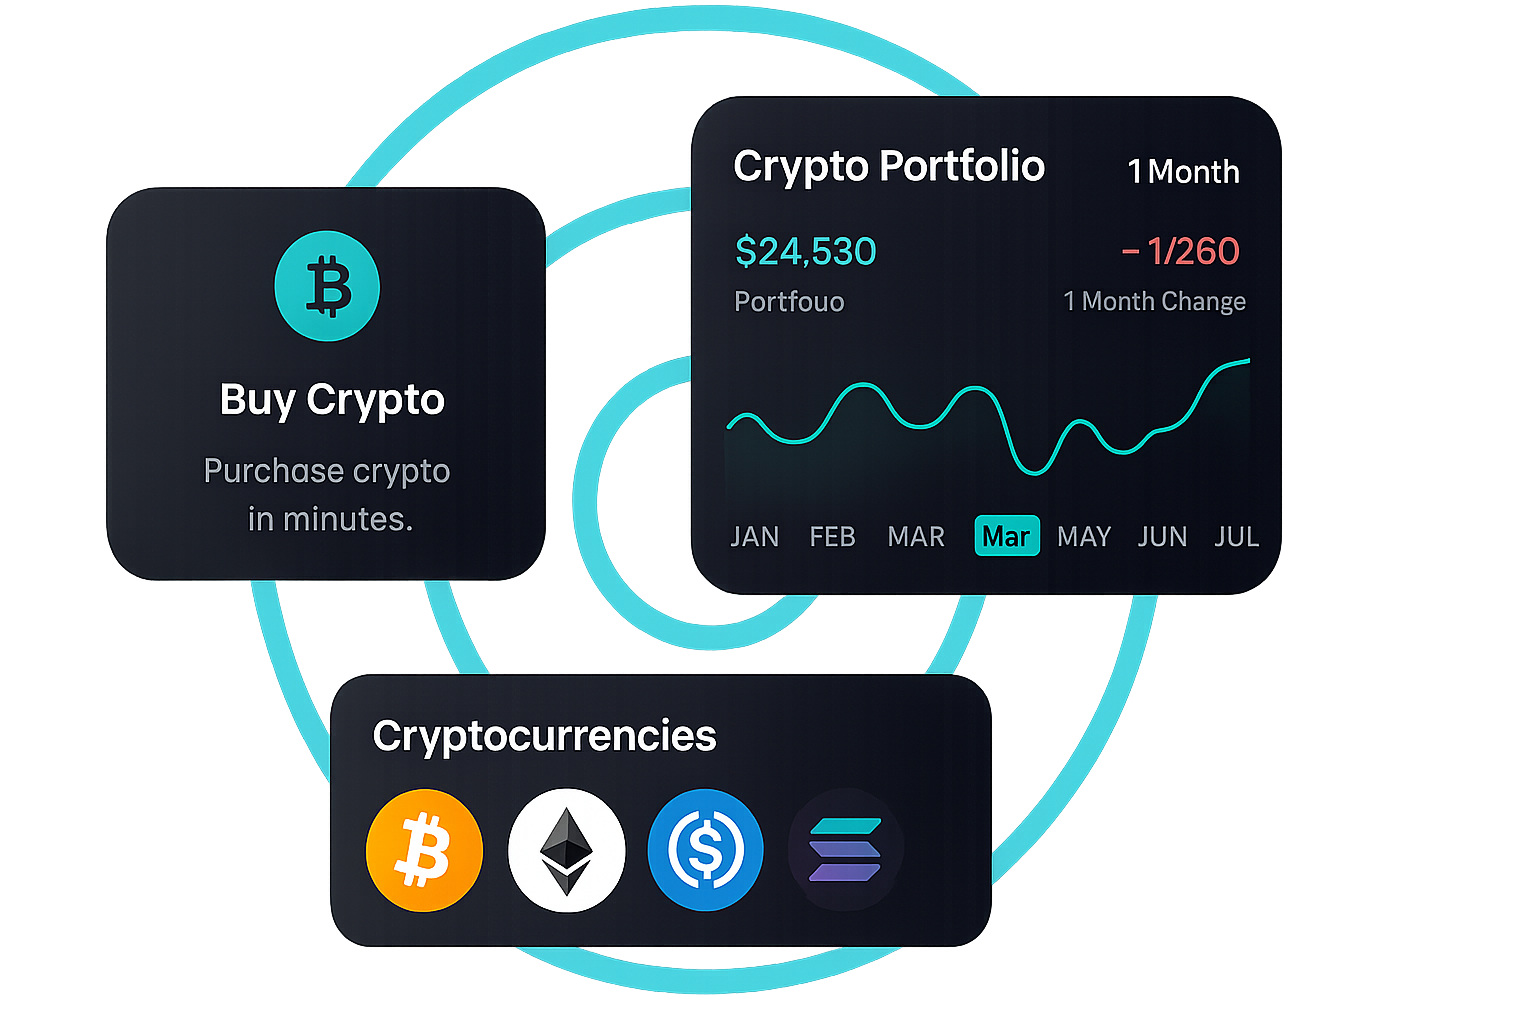 Buy Crypto
Purchase crypto
in minutes.
Crypto Portfolio
1 Month
$24,530
– 1/260
Portfouo
1 Month Change
JAN FEB MAR Mar MAY JUN JUL
Cryptocurrencies